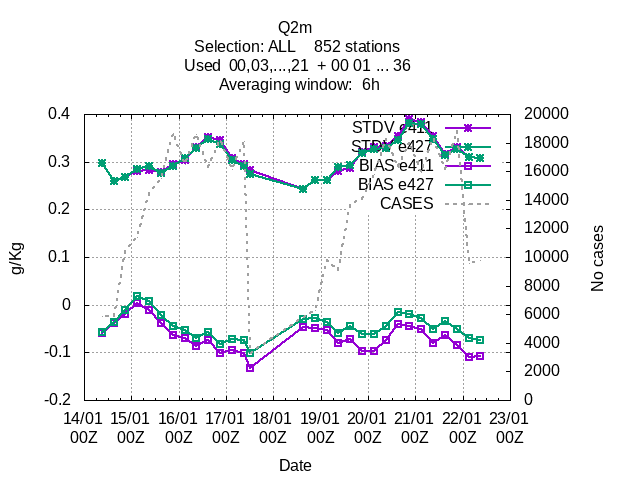 Q2m
Selection: ALL    852 stations
Used  00,03,...,21  + 00 01 ... 36
Averaging window:  6h
0.4
0.3
0.2
0.1
0
-0.1
-0.2
g/Kg
STDV e411
STDV e427
BIAS e411
BIAS e427
CASES
20000
18000
16000
14000
12000
10000
8000
6000
4000
2000
0
No cases
14/01 15/01 16/01 17/01 18/01 19/01 20/01 21/01 22/01 23/01
00Z 00Z 00Z 00Z 00Z 00Z 00Z 00Z 00Z 00Z
Date